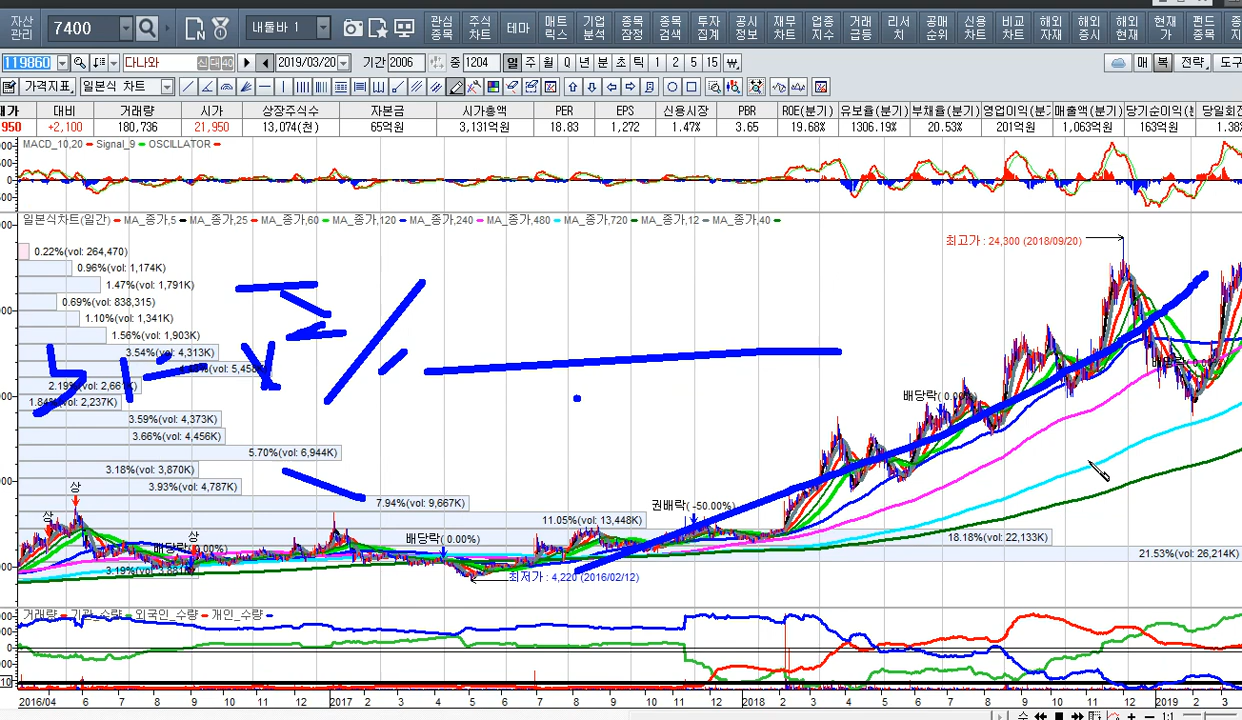 자산 관리 7400 내툴바 1 관심 종목 주식 차트 테마 매트 릭스 기업 분석 종목 잠정 종목 검색 투자 집계 공시 정보 재무 차트 업종 지수 거래 급등 리서 치 공매 순위 신용 차트 비교 차트 해외 자재 해외 증시 해외 현재 현재 가 펀드 종목
119860 다나와 신 대 40 2019/03/20 기간 2006 중 1204 일 주 월 Q 년 분 초 틱 1 2 5 15 매 복 전략 도구
가격지표 일본식 차트
대비 거래량 시가 상장주식수 자본금 시가총액 PER EPS 신용시장 PBR ROE(분기) 유보율(분기) 부채율(분기) 영업이익(분기 매출액(분기) 당기순이익(분 당일회전
950 +2,100 180,736 21,950 13,074(천) 65억원 3,131억원 18.83 1,272 1.47% 3.65 19.68% 1306.19% 20.53% 201억원 1,063억원 163억원 1.38%
MACD_10,20 Signal_9 OSCILLATOR
일본식차트(일간) MA_종가,5 MA_종가,25 MA_종가,60 MA_종가,120 MA_종가,240 MA_종가,480 MA_종가,720 MA_종가,12 MA_종가,40
최고가 : 24,300 (2018/09/20)
0.22%(vol: 264,470)
0.96%(vol: 1,174K)
1.47%(vol: 1,791K)
0.69%(vol: 838,315)
1.10%(vol: 1,341K)
1.56%(vol: 1,903K)
3.54%(vol: 4,313K)
2.19%(vol: 2,661K)
1.84%(vol: 2,237K)
배당락( 0.00%)
3.59%(vol: 4,373K)
3.66%(vol: 4,456K)
5.70%(vol: 6,944K)
3.18%(vol: 3,870K)
3.93%(vol: 4,787K)
상
7.94%(vol: 9,667K)
권배락( -50.00%)
상
11.05%(vol: 13,448K)
상
배당락( 0.00%)
18.18%(vol: 22,133K)
배당락( 0.00%)
21.53%(vol: 26,214K)
최저가 : 4,220 (2016/02/12)
거래량 기관_수량 외국인_수량 개인_수량
2016/04 6 7 8 9 10 11 12 2017 2 3 4 5 6 7 8 9 10 11 12 2018 3 4 5 6 7 8 9 10 11 12 2019 3